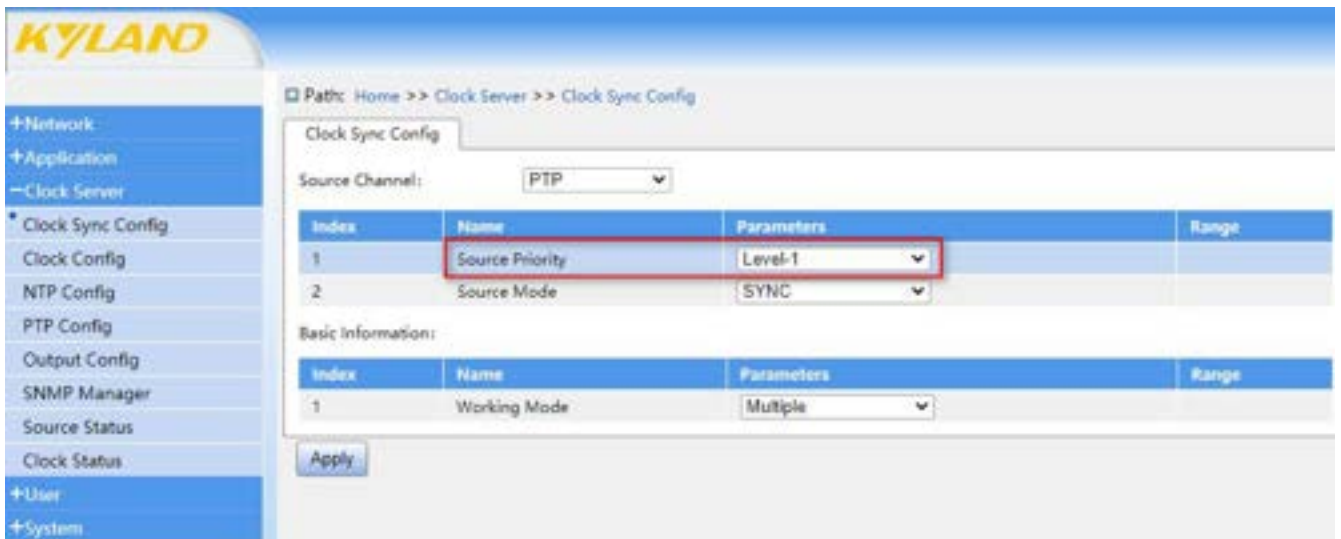 KYLAND
Path: Home >> Clock Server >> Clock Sync Config
+Network
+Application
−Clock Server
Clock Sync Config
Clock Config
NTP Config
PTP Config
Output Config
SNMP Manager
Source Status
Clock Status
+User
+System
Clock Sync Config
Source Channel: PTP
Index Name Parameters Range
1 Source Priority Level-1
2 Source Mode SYNC
Basic Information:
Index Name Parameters Range
1 Working Mode Multiple
Apply